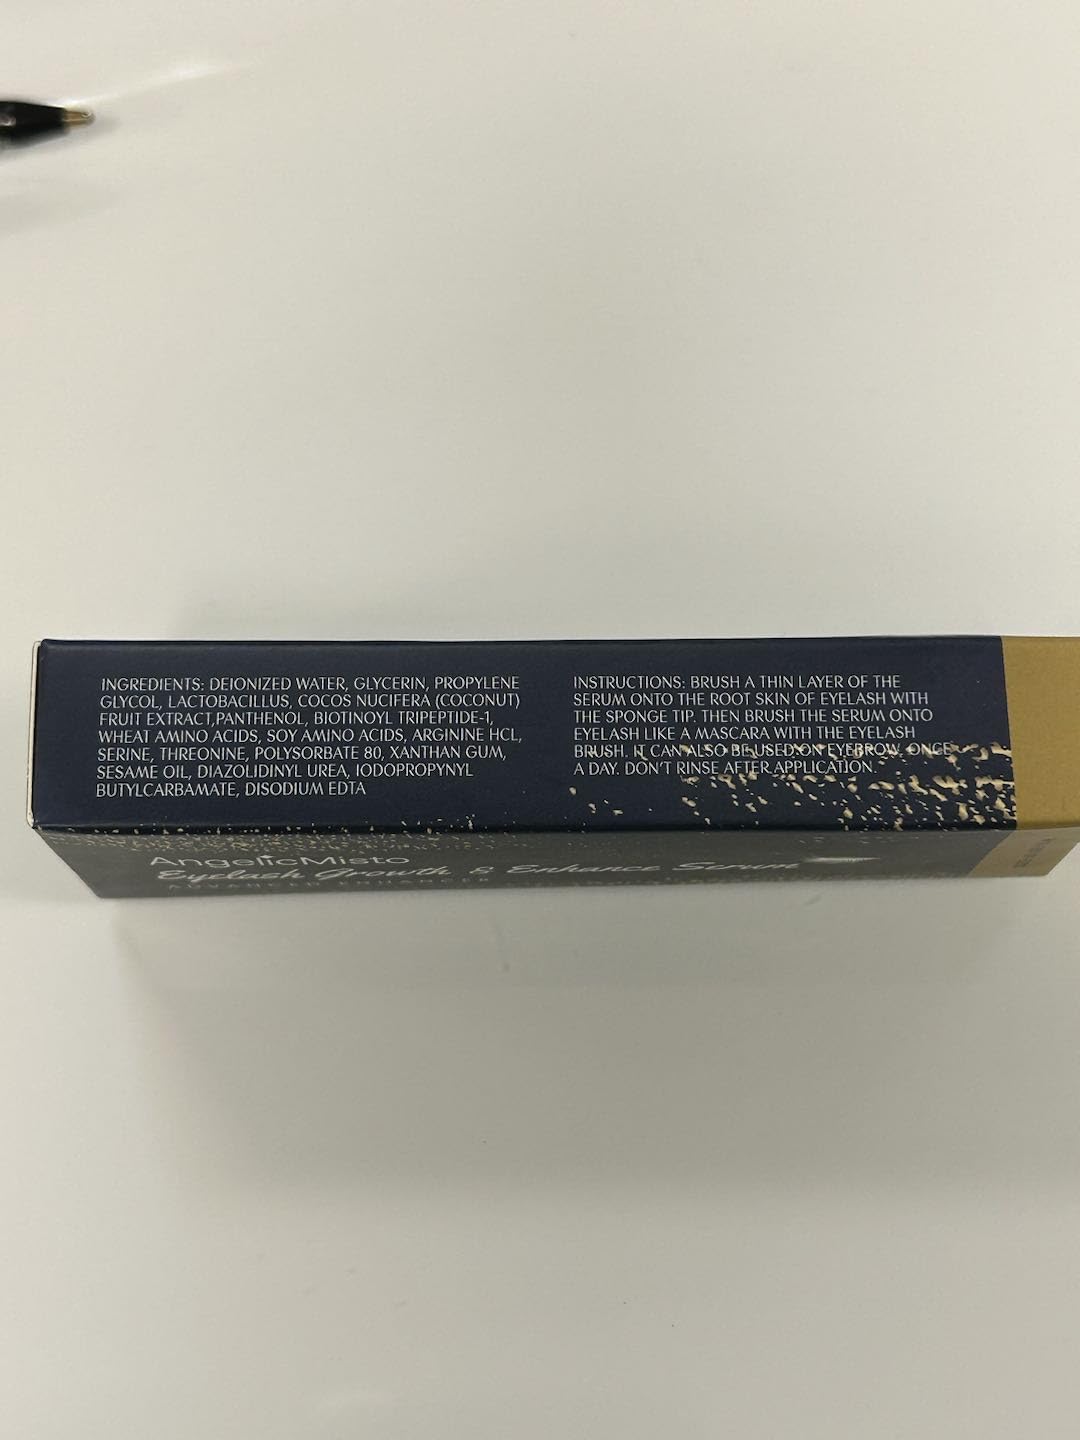 INGREDIENTS: DEIONIZED WATER, GLYCERIN, PROPYLENE
GLYCOL, LACTOBACILLUS, COCOS NUCIFERA (COCONUT)
FRUIT EXTRACT,PANTHENOL, BIOTINOYL TRIPEPTIDE-1,
WHEAT AMINO ACIDS, SOY AMINO ACIDS, ARGININE HCL,
SERINE, THREONINE, POLYSORBATE 80, XANTHAN GUM,
SESAME OIL, DIAZOLIDINYL UREA, IODOPROPYNYL
BUTYLCARBAMATE, DISODIUM EDTA
INSTRUCTIONS: BRUSH A THIN LAYER OF THE
SERUM ONTO THE ROOT SKIN OF EYELASH WITH
THE SPONGE TIP. THEN BRUSH THE SERUM ONTO
EYELASH LIKE A MASCARA WITH THE EYELASH
BRUSH. IT CAN ALSO BE USED ON EYEBROW. ONCE
A DAY. DON'T RINSE AFTER APPLICATION.
AngelicMisto
Eyelash Growth & Enhance Serum
ADVANCED ENHANCER